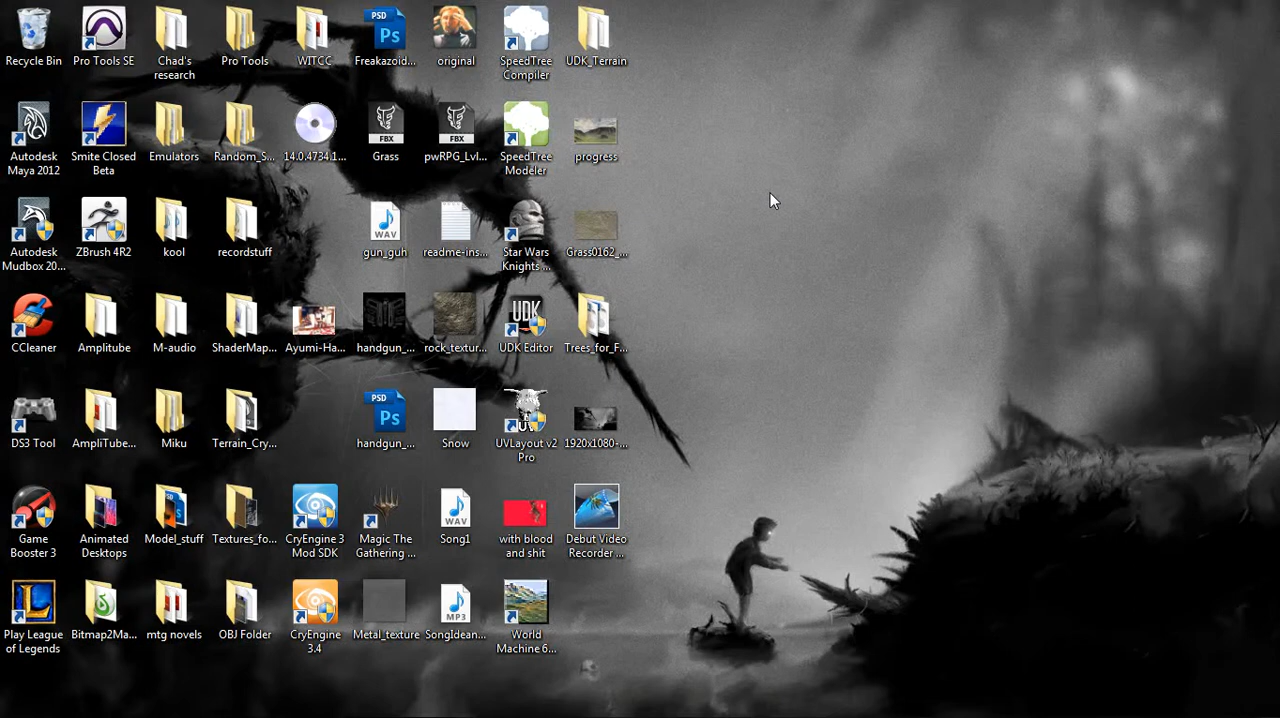 Recycle Bin
Pro Tools SE
Chad's
research
Pro Tools
WITCC
PSD
Ps
Freakazoid...
original
SpeedTree
Compiler
UDK_Terrain
Autodesk
Maya 2012
Smite Closed
Beta
Emulators
Random_S...
14.0.4734.1...
FBX
Grass
FBX
pwRPG_Lvl...
SpeedTree
Modeler
progress
Autodesk
Mudbox 20...
ZBrush 4R2
kool
recordstuff
WAV
gun_guh
readme-ins...
Star Wars
Knights ...
Grass0162_...
CCleaner
Amplitube
M-audio
ShaderMap...
Ayumi-Ha...
handgun_...
rock_textur...
UDK
UDK Editor
Trees_for_F...
DS3 Tool
AmpliTube...
Miku
Terrain_Cry...
PSD
Ps
handgun_...
Snow
UVLayout v2
Pro
1920x1080-...
Game
Booster 3
Animated
Desktops
Model_stuff
Textures_fo...
CryEngine 3
Mod SDK
Magic The
Gathering ...
WAV
Song1
with blood
and shit
Debut Video
Recorder ...
Play League
of Legends
Bitmap2Ma...
mtg novels
OBJ Folder
CryEngine
3.4
Metal_texture
MP3
SongIdean...
World
Machine 6...